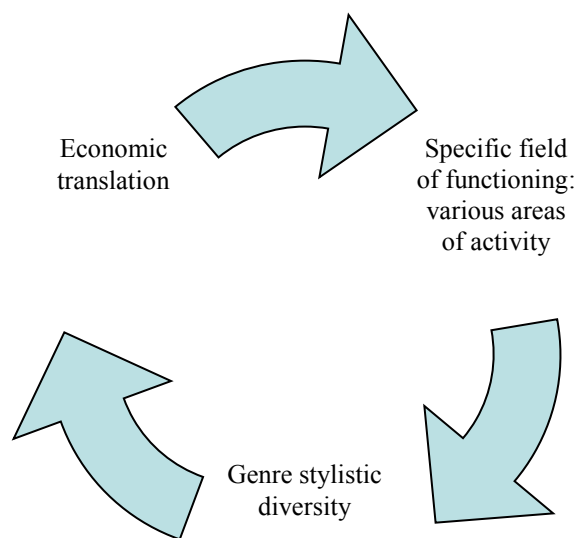 Economic
translation
Specific field
of functioning:
various areas
of activity
Genre stylistic
diversity